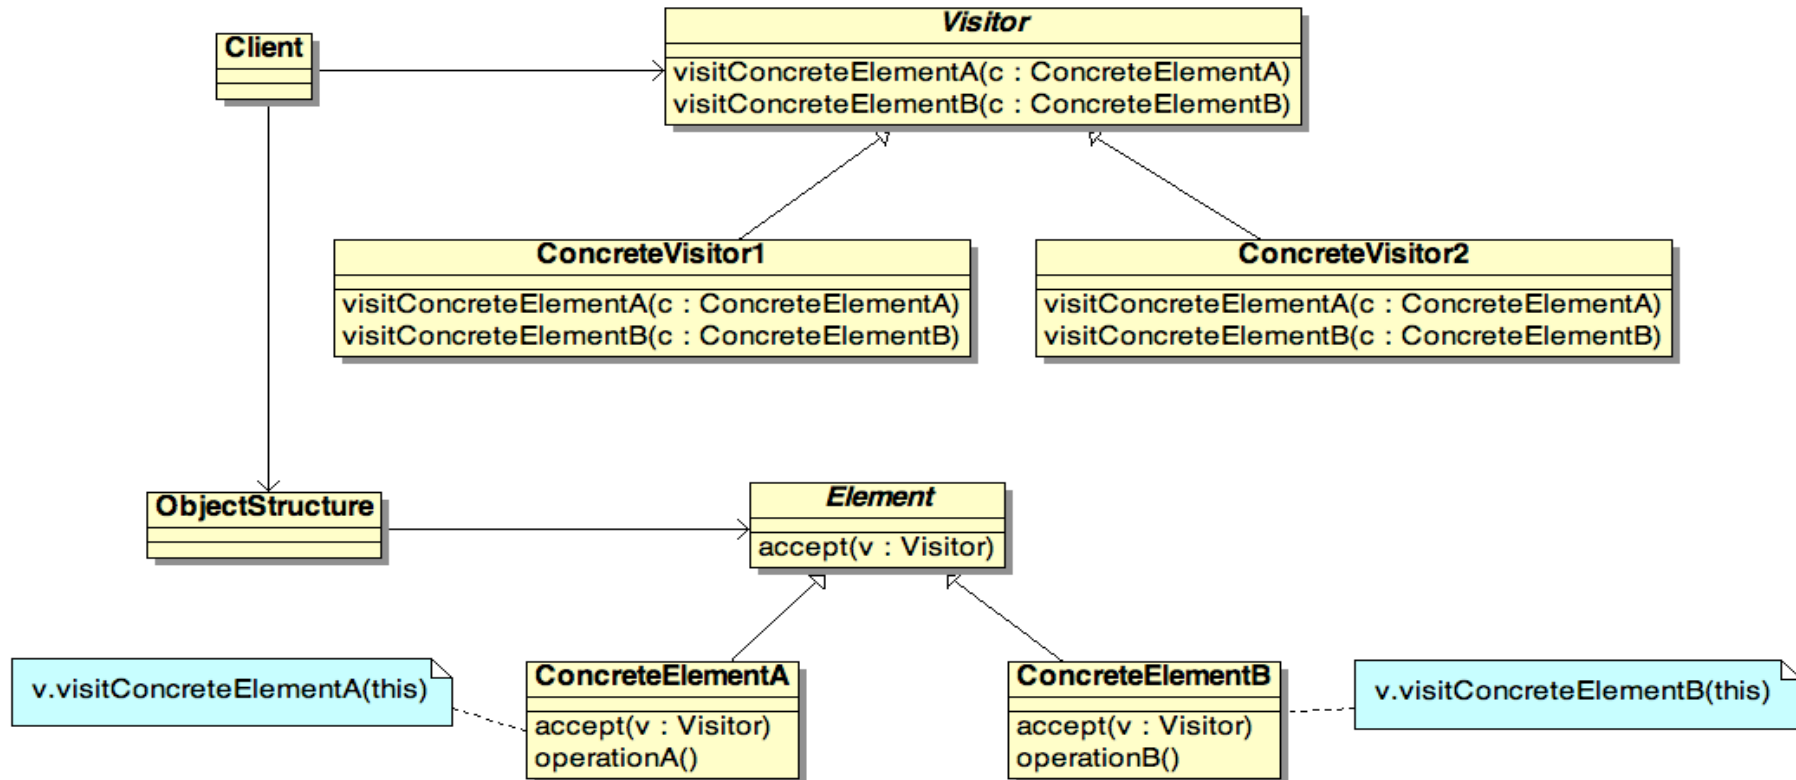 Client
Visitor
visitConcreteElementA(c : ConcreteElementA)
visitConcreteElementB(c : ConcreteElementB)
ConcreteVisitor1
visitConcreteElementA(c : ConcreteElementA)
visitConcreteElementB(c : ConcreteElementB)
ConcreteVisitor2
visitConcreteElementA(c : ConcreteElementA)
visitConcreteElementB(c : ConcreteElementB)
ObjectStructure
Element
accept(v : Visitor)
v.visitConcreteElementA(this)
ConcreteElementA
accept(v : Visitor)
operationA()
ConcreteElementB
accept(v : Visitor)
operationB()
v.visitConcreteElementB(this)